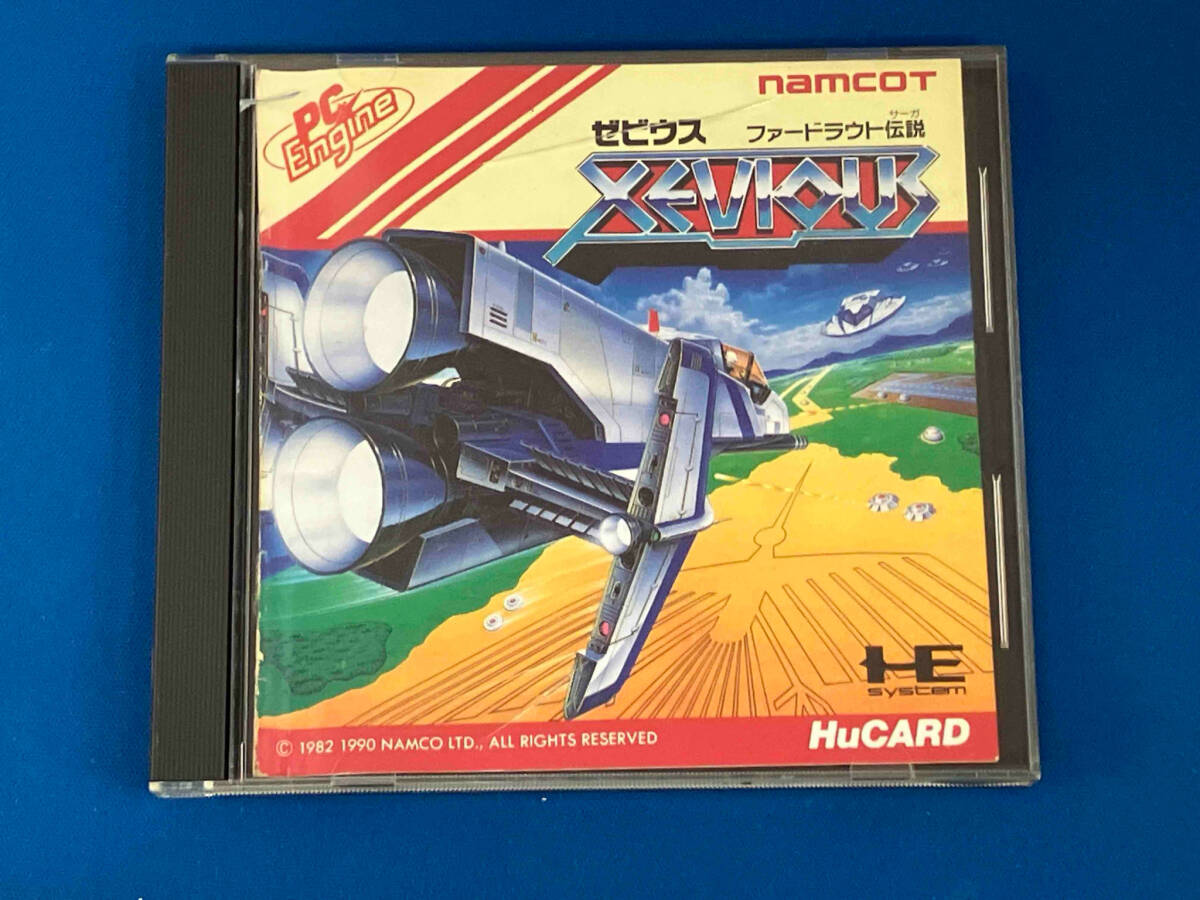 PC
Engine
namcot
サーガ
ゼビウス ファードラウト伝説
XEVIOUS
HE
system
© 1982 1990 NAMCO LTD., ALL RIGHTS RESERVED
HuCARD